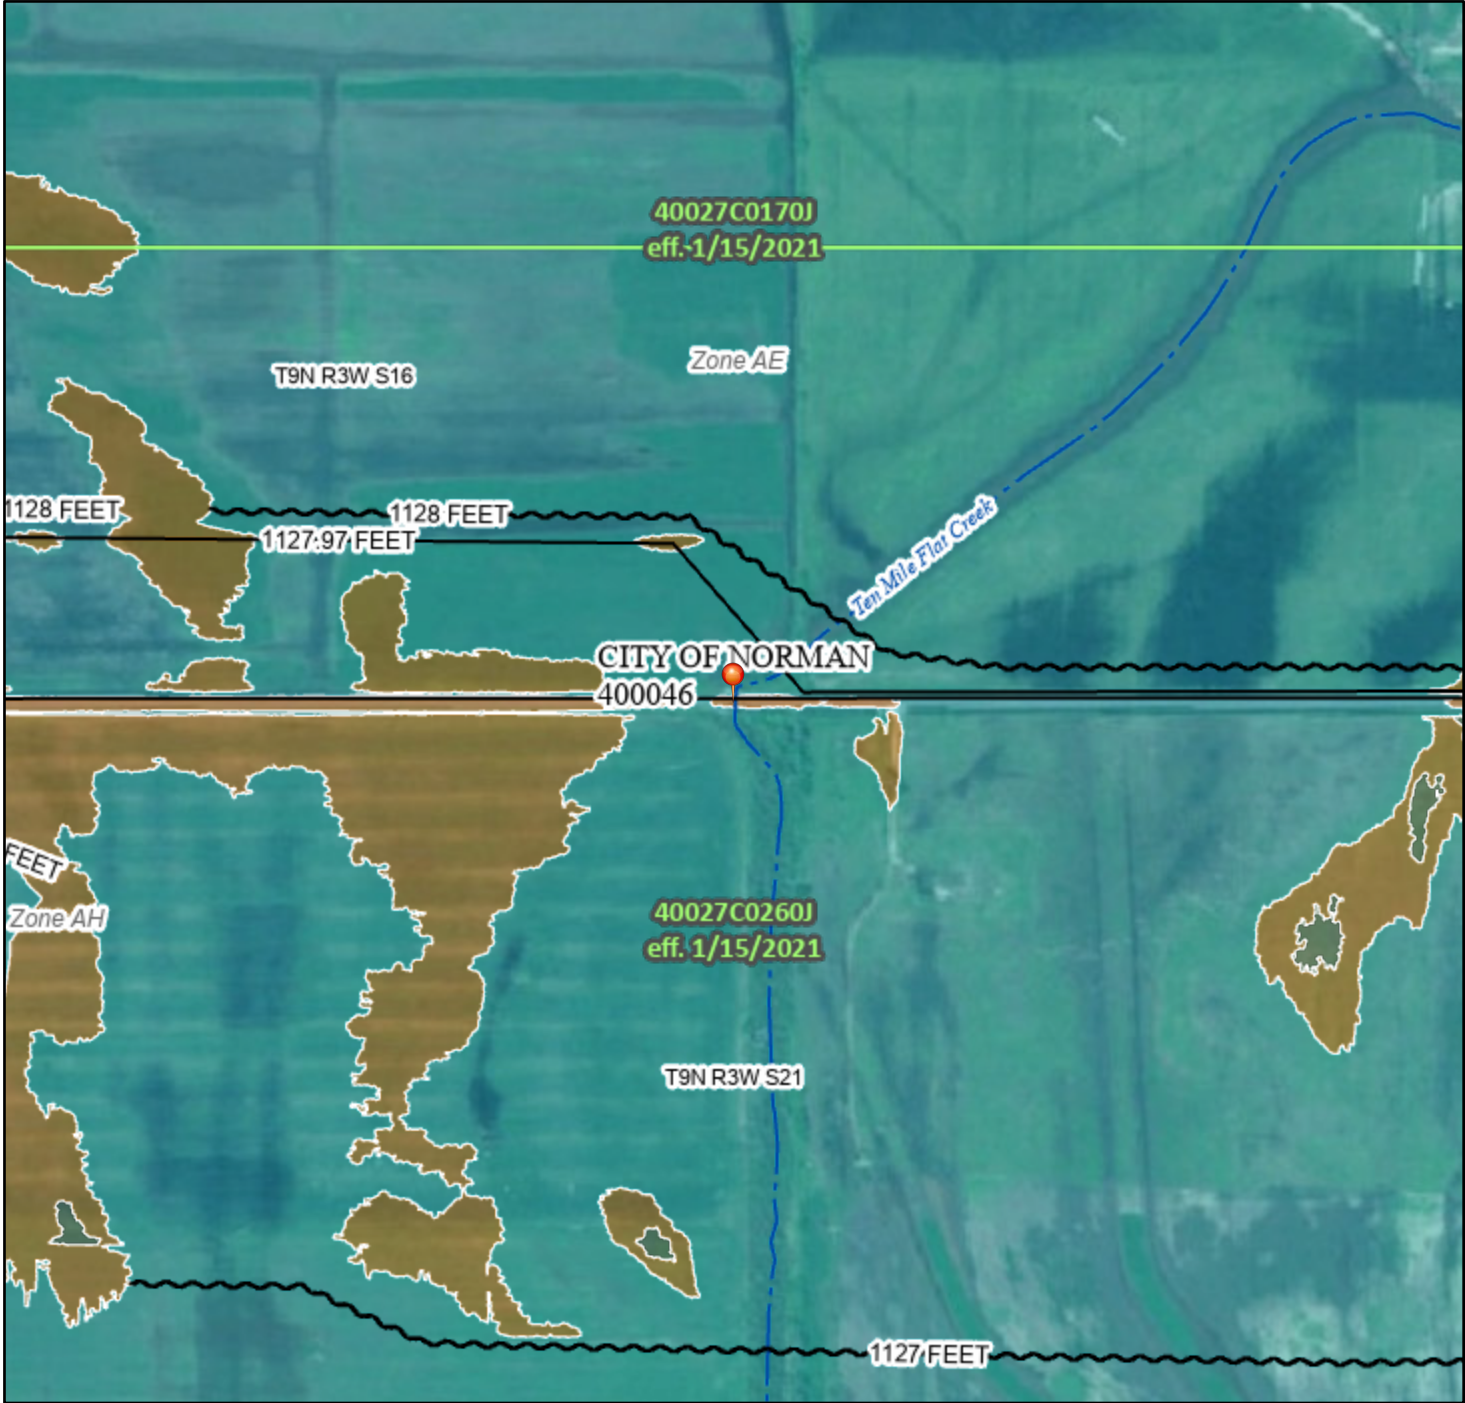 40027C0170J
eff. 1/15/2021
Zone AE
T9N R3W S16
1128 FEET
1128 FEET
1127.97 FEET
Ten Mile Flat Creek
CITY OF NORMAN
400046
FEET
Zone AH
40027C0260J
eff. 1/15/2021
T9N R3W S21
1127 FEET